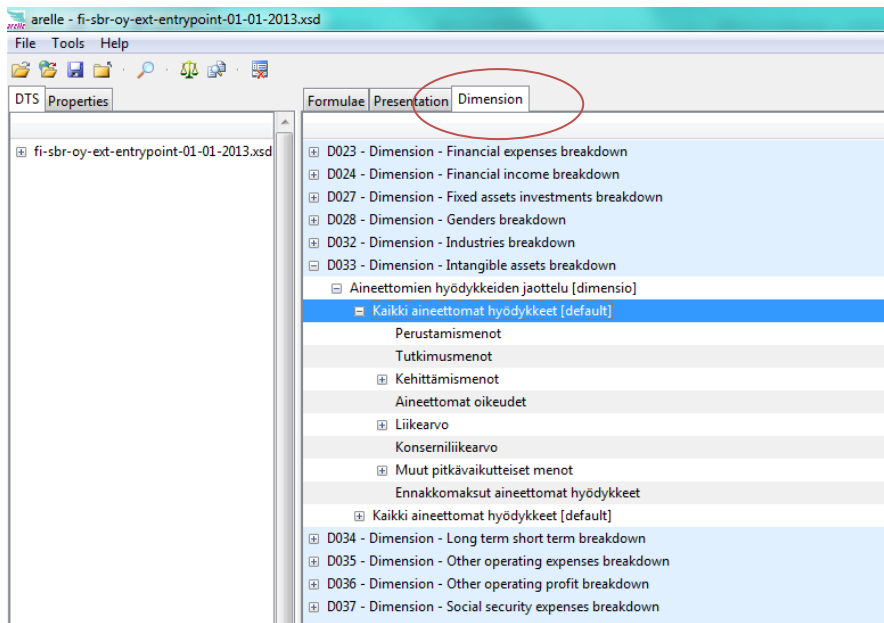 arelle - fi-sbr-oy-ext-entrypoint-01-01-2013.xsd
arelle
File Tools Help
DTS Properties
Formulae Presentation Dimension
fi-sbr-oy-ext-entrypoint-01-01-2013.xsd
D023 - Dimension - Financial expenses breakdown
D024 - Dimension - Financial income breakdown
D027 - Dimension - Fixed assets investments breakdown
D028 - Dimension - Genders breakdown
D032 - Dimension - Industries breakdown
D033 - Dimension - Intangible assets breakdown
Aineettomien hyödykkeiden jaottelu [dimensio]
Kaikki aineettomat hyödykkeet [default]
Perustamismenot
Tutkimusmenot
Kehittämismenot
Aineettomat oikeudet
Liikearvo
Konserniliikearvo
Muut pitkävaikutteiset menot
Ennakkomaksut aineettomat hyödykkeet
Kaikki aineettomat hyödykkeet [default]
D034 - Dimension - Long term short term breakdown
D035 - Dimension - Other operating expenses breakdown
D036 - Dimension - Other operating profit breakdown
D037 - Dimension - Social security expenses breakdown